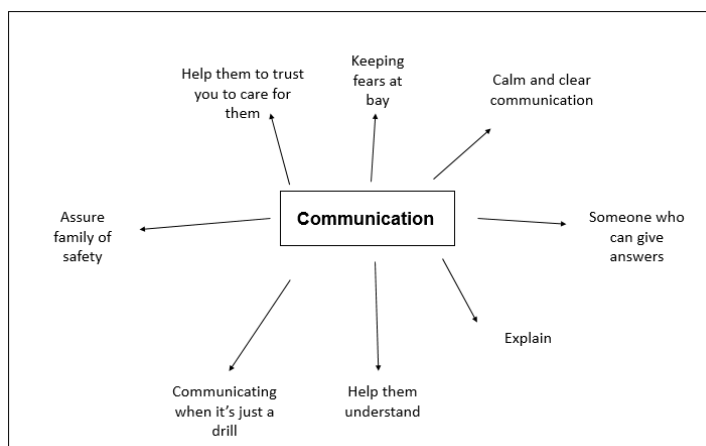 Help them to trust
you to care for
them
Keeping
fears at
bay
Calm and clear
communication
Assure
family of
safety
Communication
Someone who
can give
answers
Explain
Communicating
when it's just a
drill
Help them
understand